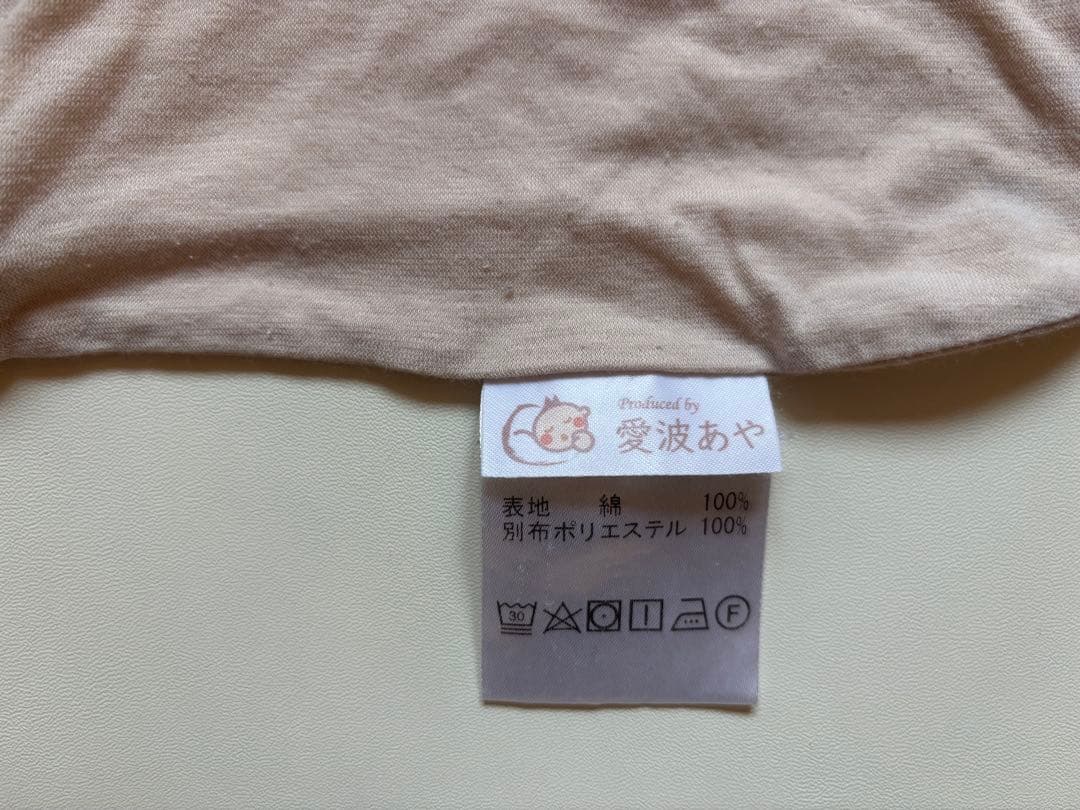 Produced by
愛波あや
表地 綿 100%
別布ポリエステル 100%
30
F